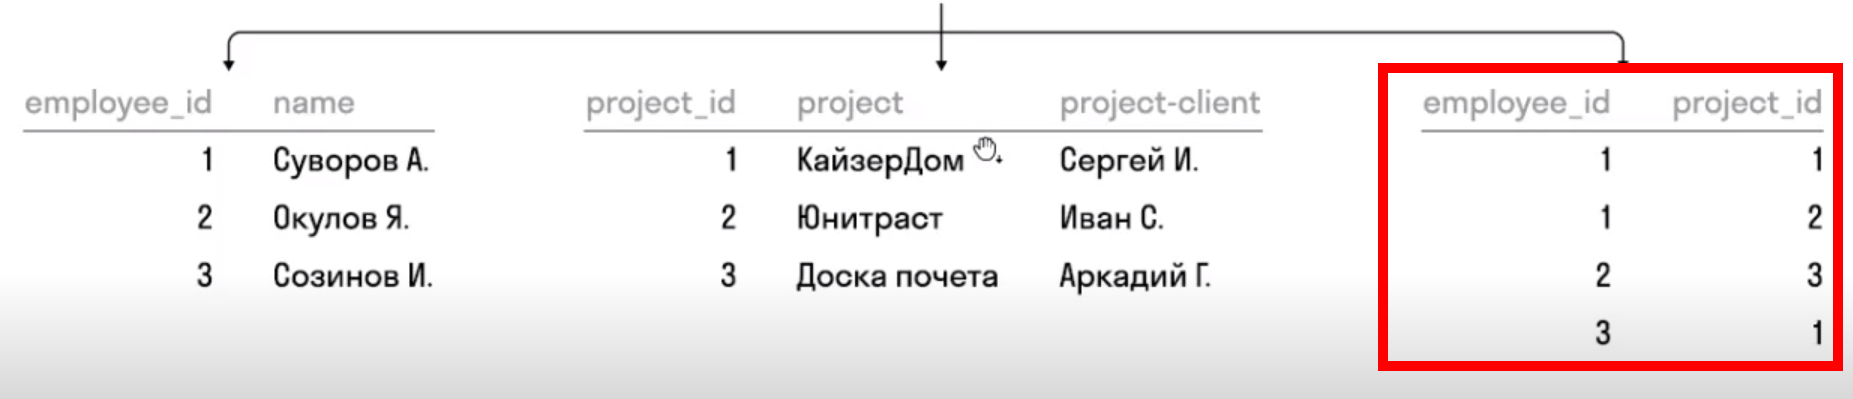 employee_id name
1 Суворов А.
2 Окулов Я.
3 Созинов И.
project_id project project-client
1 КайзерДом Сергей И.
2 Юнитраст Иван С.
3 Доска почета Аркадий Г.
employee_id project_id
1 1
1 2
2 3
3 1